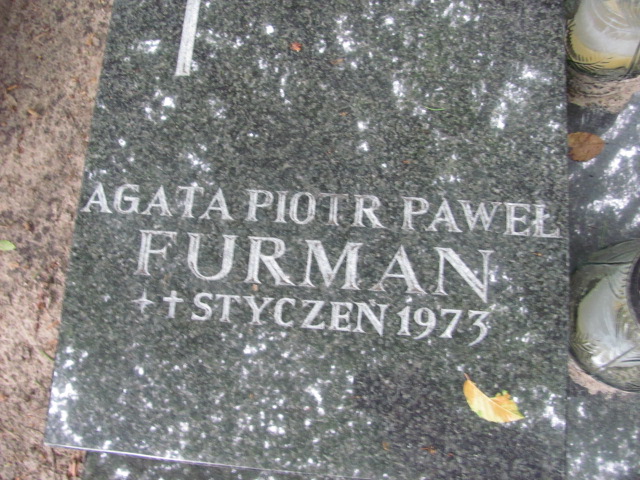 AGATA PIOTR PAWEŁ
FURMAN
+ † STYCZEŃ 1973